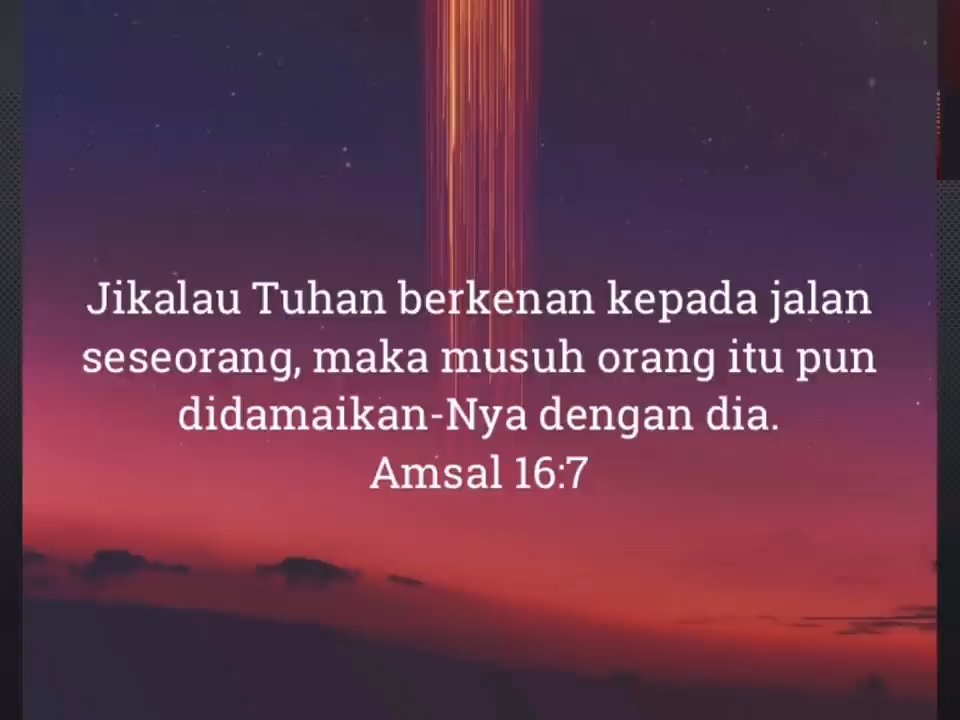 Jikalau Tuhan berkenan kepada jalan
seseorang, maka musuh orang itu pun
didamaikan-Nya dengan dia.
Amsal 16:7